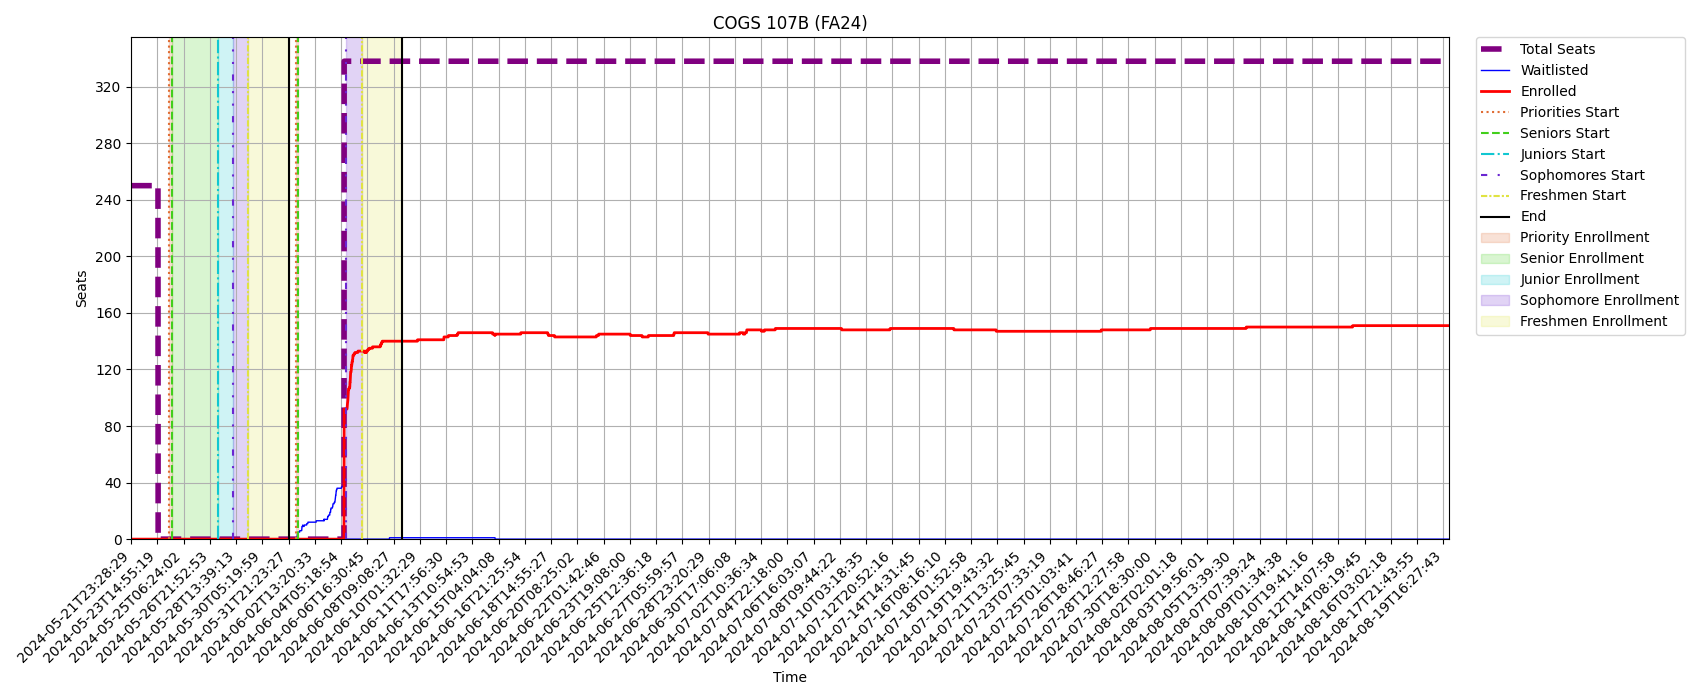 COGS 107B (FA24)
Seats
320
280
240
200
160
120
80
40
0
2024-05-21T23:28:29
2024-05-23T14:55:19
2024-05-25T06:24:02
2024-05-26T21:52:53
2024-05-28T13:39:13
2024-05-30T05:19:59
2024-05-31T21:23:27
2024-06-02T13:20:33
2024-06-04T05:18:54
2024-06-06T16:30:45
2024-06-08T09:08:27
2024-06-10T01:32:29
2024-06-11T17:56:30
2024-06-13T10:54:53
2024-06-15T04:04:08
2024-06-16T21:25:54
2024-06-18T14:55:27
2024-06-20T08:25:02
2024-06-22T01:42:46
2024-06-23T19:08:00
2024-06-25T12:36:18
2024-06-27T05:59:57
2024-06-28T23:20:29
2024-06-30T17:06:08
2024-07-02T10:36:34
2024-07-04T22:18:00
2024-07-06T16:03:07
2024-07-08T09:44:22
2024-07-10T03:18:35
2024-07-12T20:52:16
2024-07-14T14:31:45
2024-07-16T08:16:10
2024-07-18T01:52:58
2024-07-19T19:43:32
2024-07-21T13:25:45
2024-07-23T07:33:19
2024-07-25T01:03:41
2024-07-26T18:46:27
2024-07-28T12:27:58
2024-07-30T18:30:00
2024-08-02T02:01:18
2024-08-03T19:56:01
2024-08-05T13:39:30
2024-08-07T07:39:24
2024-08-09T01:34:38
2024-08-10T19:41:16
2024-08-12T14:07:58
2024-08-14T08:19:45
2024-08-16T03:02:18
2024-08-17T21:43:55
2024-08-19T16:27:43
Time
Total Seats
Waitlisted
Enrolled
Priorities Start
Seniors Start
Juniors Start
Sophomores Start
Freshmen Start
End
Priority Enrollment
Senior Enrollment
Junior Enrollment
Sophomore Enrollment
Freshmen Enrollment